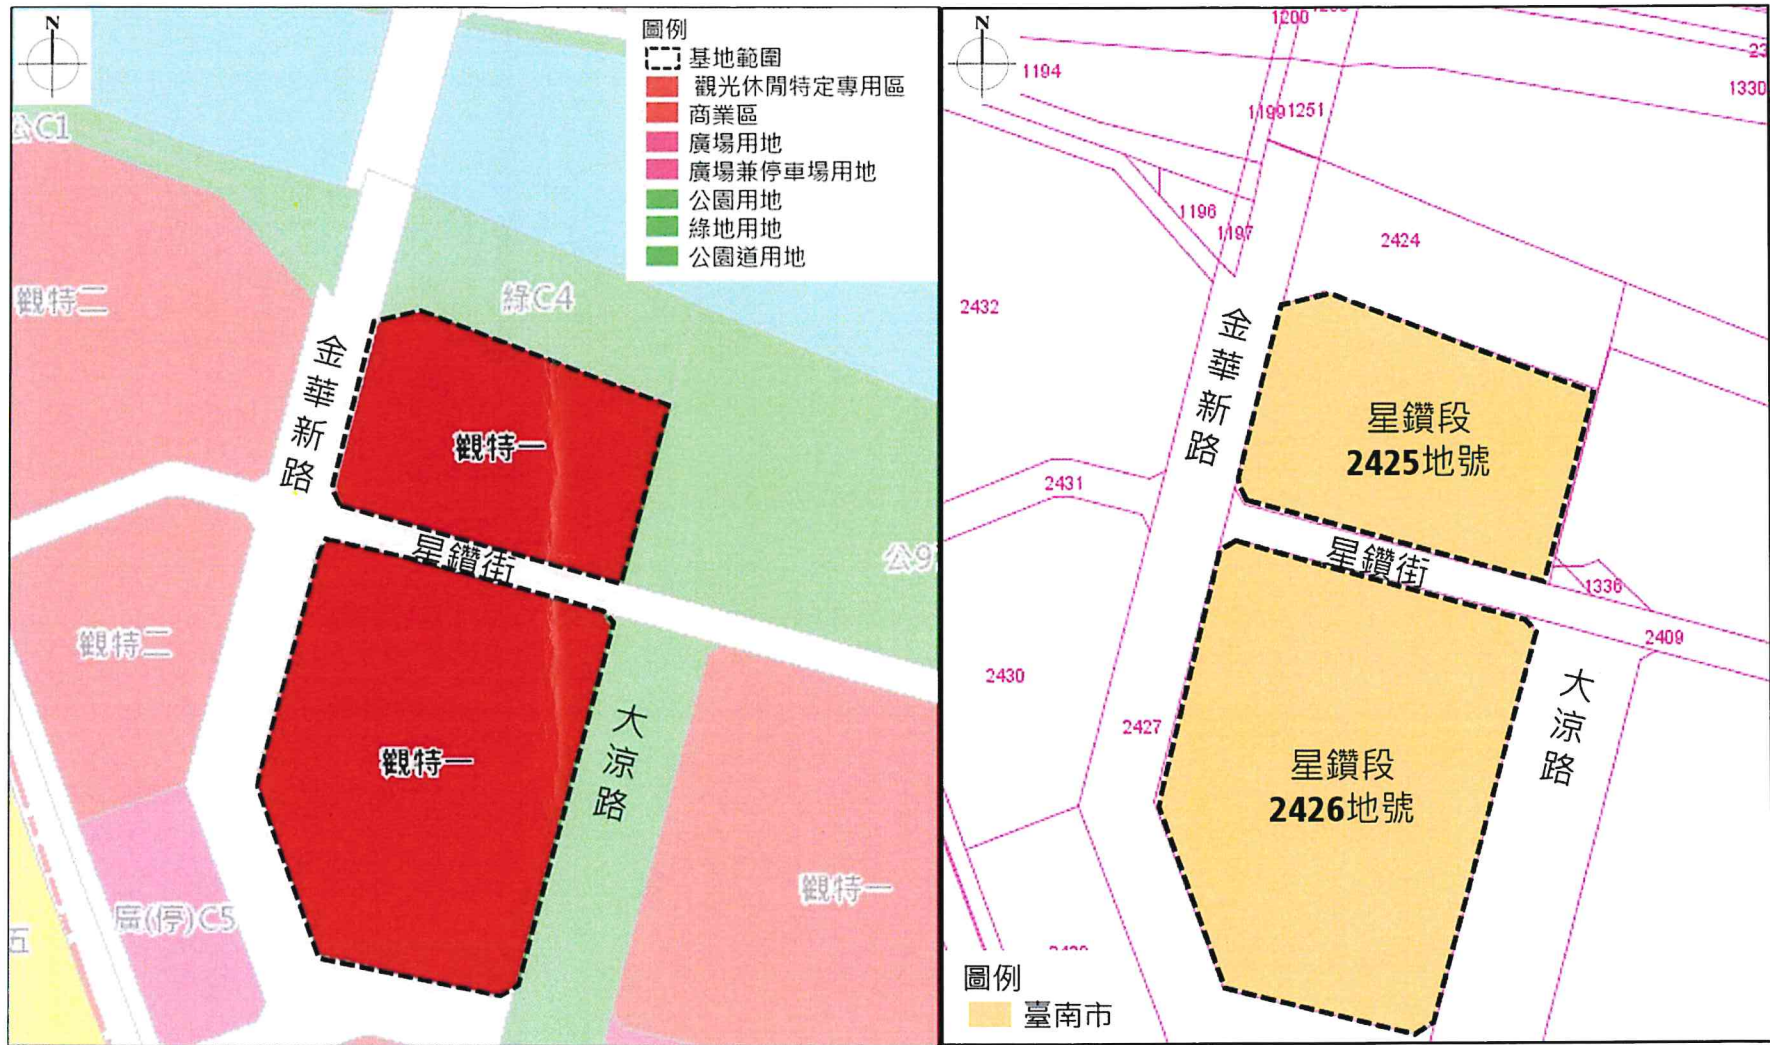 N
圖例
基地範圍
觀光休閒特定專用區
商業區
廣場用地
廣場兼停車場用地
公園用地
綠地用地
公園道用地
公C1
觀特二
綠C4
金華新路
觀特一
星鑽街
公9
觀特二
觀特一
大涼路
觀特一
廣(停)C5
五
N
1200
1194
1199
1251
1330
1196
1197
2424
2432
金華新路
星鑽段
2425地號
2431
星鑽街
1336
2409
2430
2427
大涼路
星鑽段
2426地號
圖例
臺南市